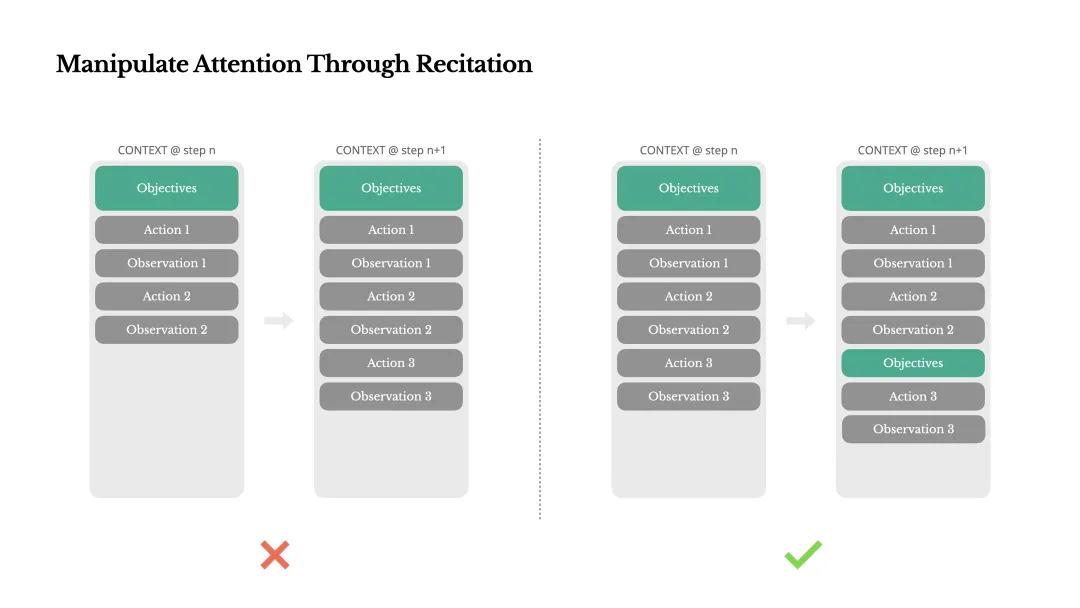 Manipulate Attention Through Recitation
CONTEXT @ step n
Objectives
Action 1
Observation 1
Action 2
Observation 2
CONTEXT @ step n+1
Objectives
Action 1
Observation 1
Action 2
Observation 2
Action 3
Observation 3
CONTEXT @ step n
Objectives
Action 1
Observation 1
Action 2
Observation 2
Action 3
Observation 3
CONTEXT @ step n+1
Objectives
Action 1
Observation 1
Action 2
Observation 2
Objectives
Action 3
Observation 3